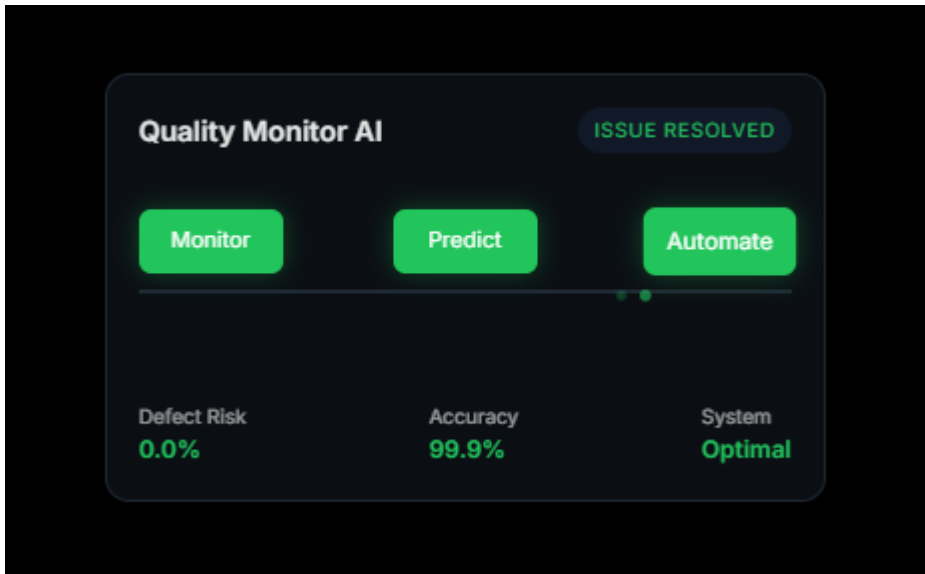 Quality Monitor AI
ISSUE RESOLVED
Monitor
Predict
Automate
Defect Risk
Accuracy
System
0.0%
99.9%
Optimal